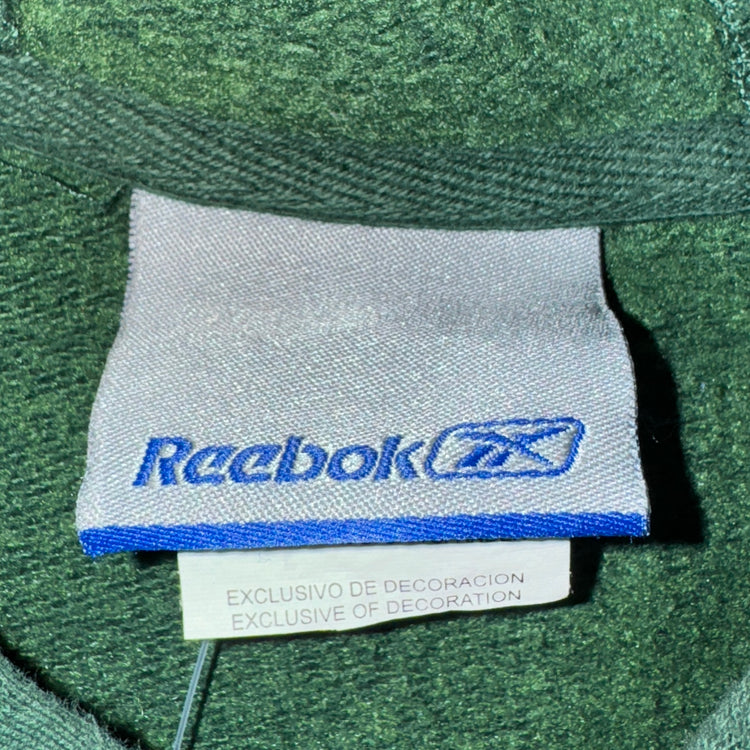 Reebok
EXCLUSIVO DE DECORACION
EXCLUSIVE OF DECORATION